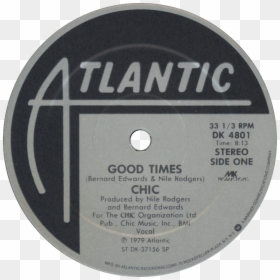 ATLANTIC
33 1/3 RPM
DK 4801
Time: 8:13
STEREO
SIDE ONE
GOOD TIMES
(Bernard Edwards & Nile Rodgers)
CHIC
Produced by Nile Rodgers
and Bernard Edwards
For The CHIC Organization Ltd
Pub., Chic Music, Inc., BMI
Vocal
℗ 1979 Atlantic
ST-DK-37156 SP